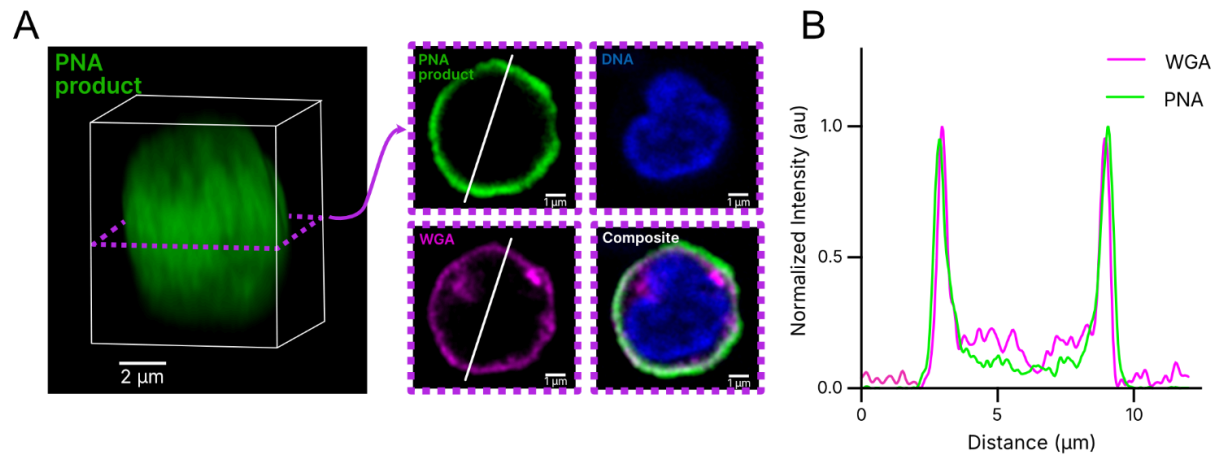 A
PNA
product
2 μm
PNA
product
1 μm
DNA
1 μm
WGA
1 μm
Composite
1 μm
B
WGA
PNA
Normalized Intensity (au)
1.0
0.5
0.0
0
5
10
Distance (μm)